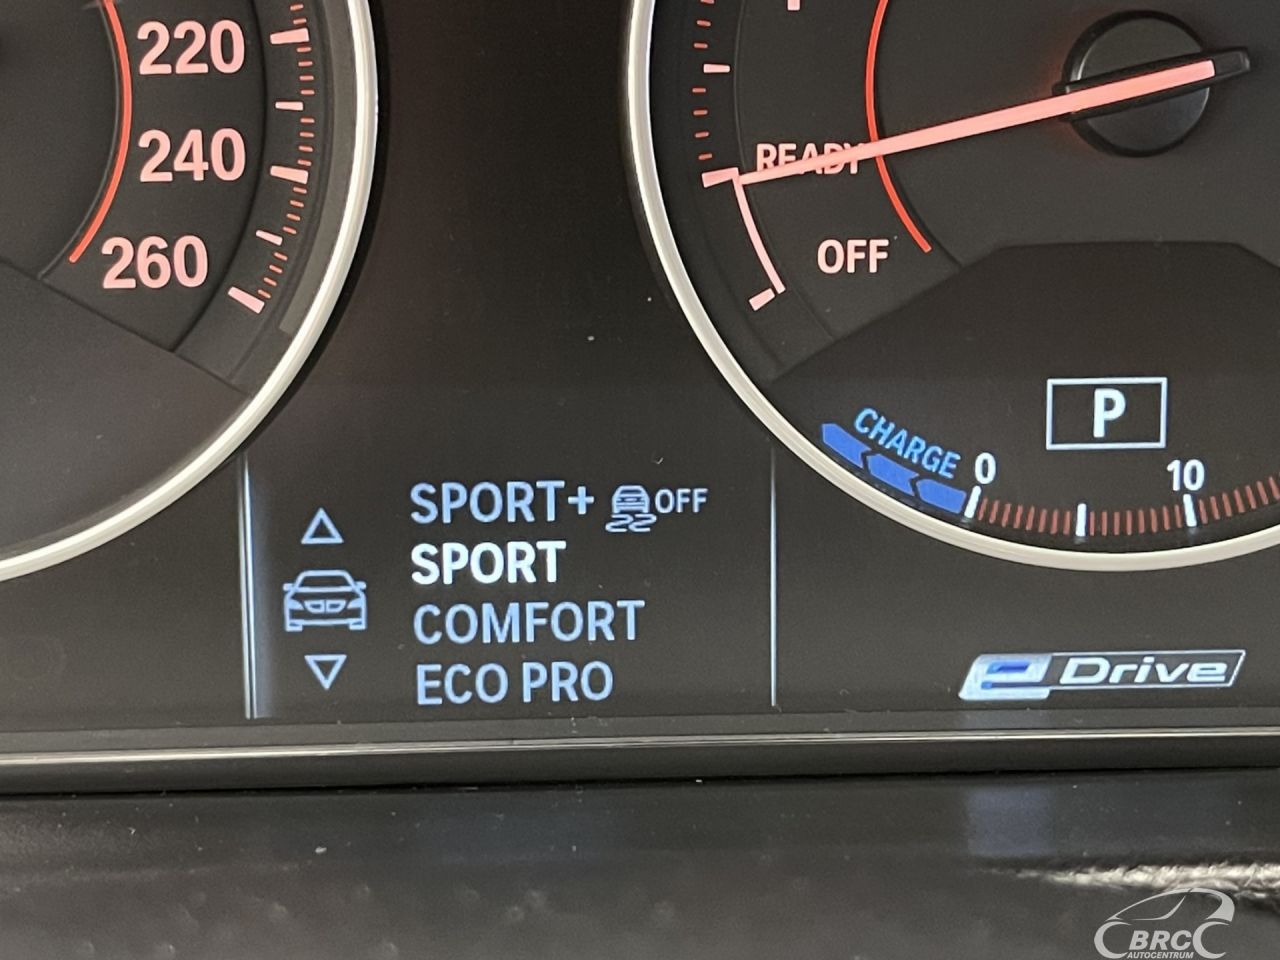 220
240
260
READY
OFF
P
CHARGE
0
10
SPORT+ OFF
SPORT
COMFORT
ECO PRO
eDrive
BRC
AUTOCENTRUM